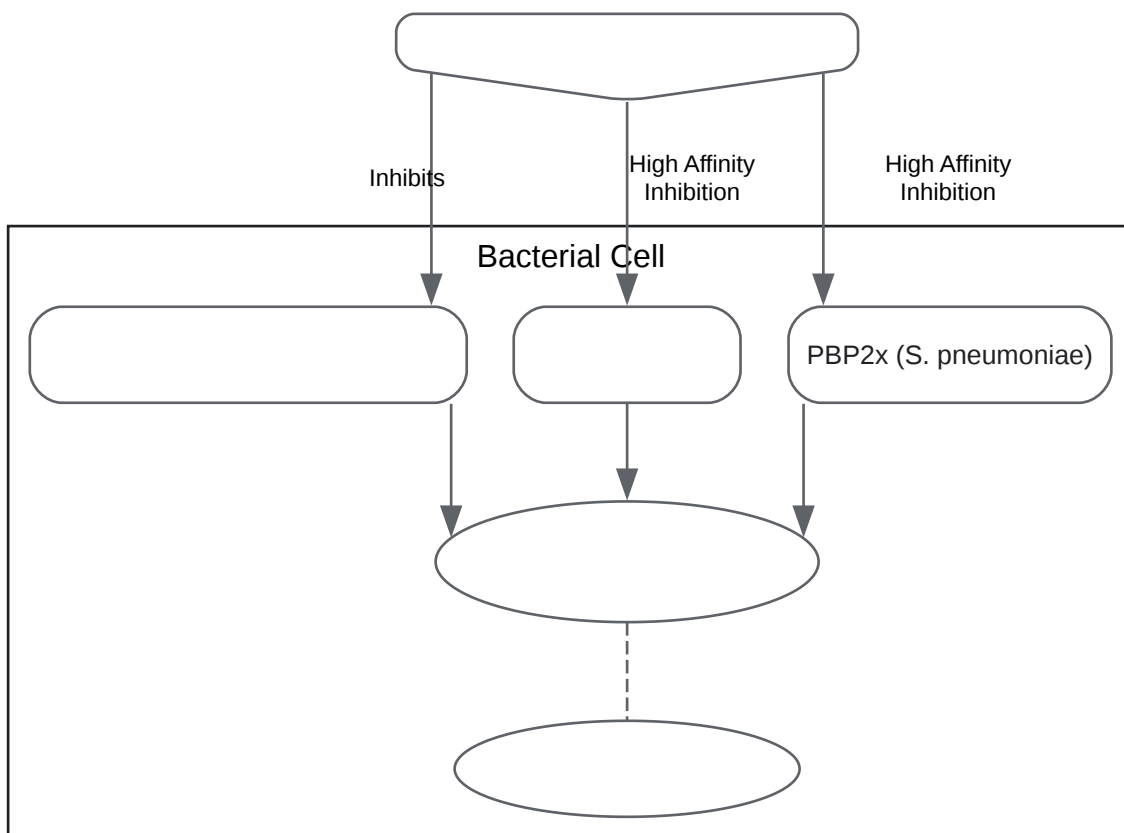 Inhibits
High Affinity
Inhibition
High Affinity
Inhibition
Bacterial Cell
PBP2x (S. pneumoniae)